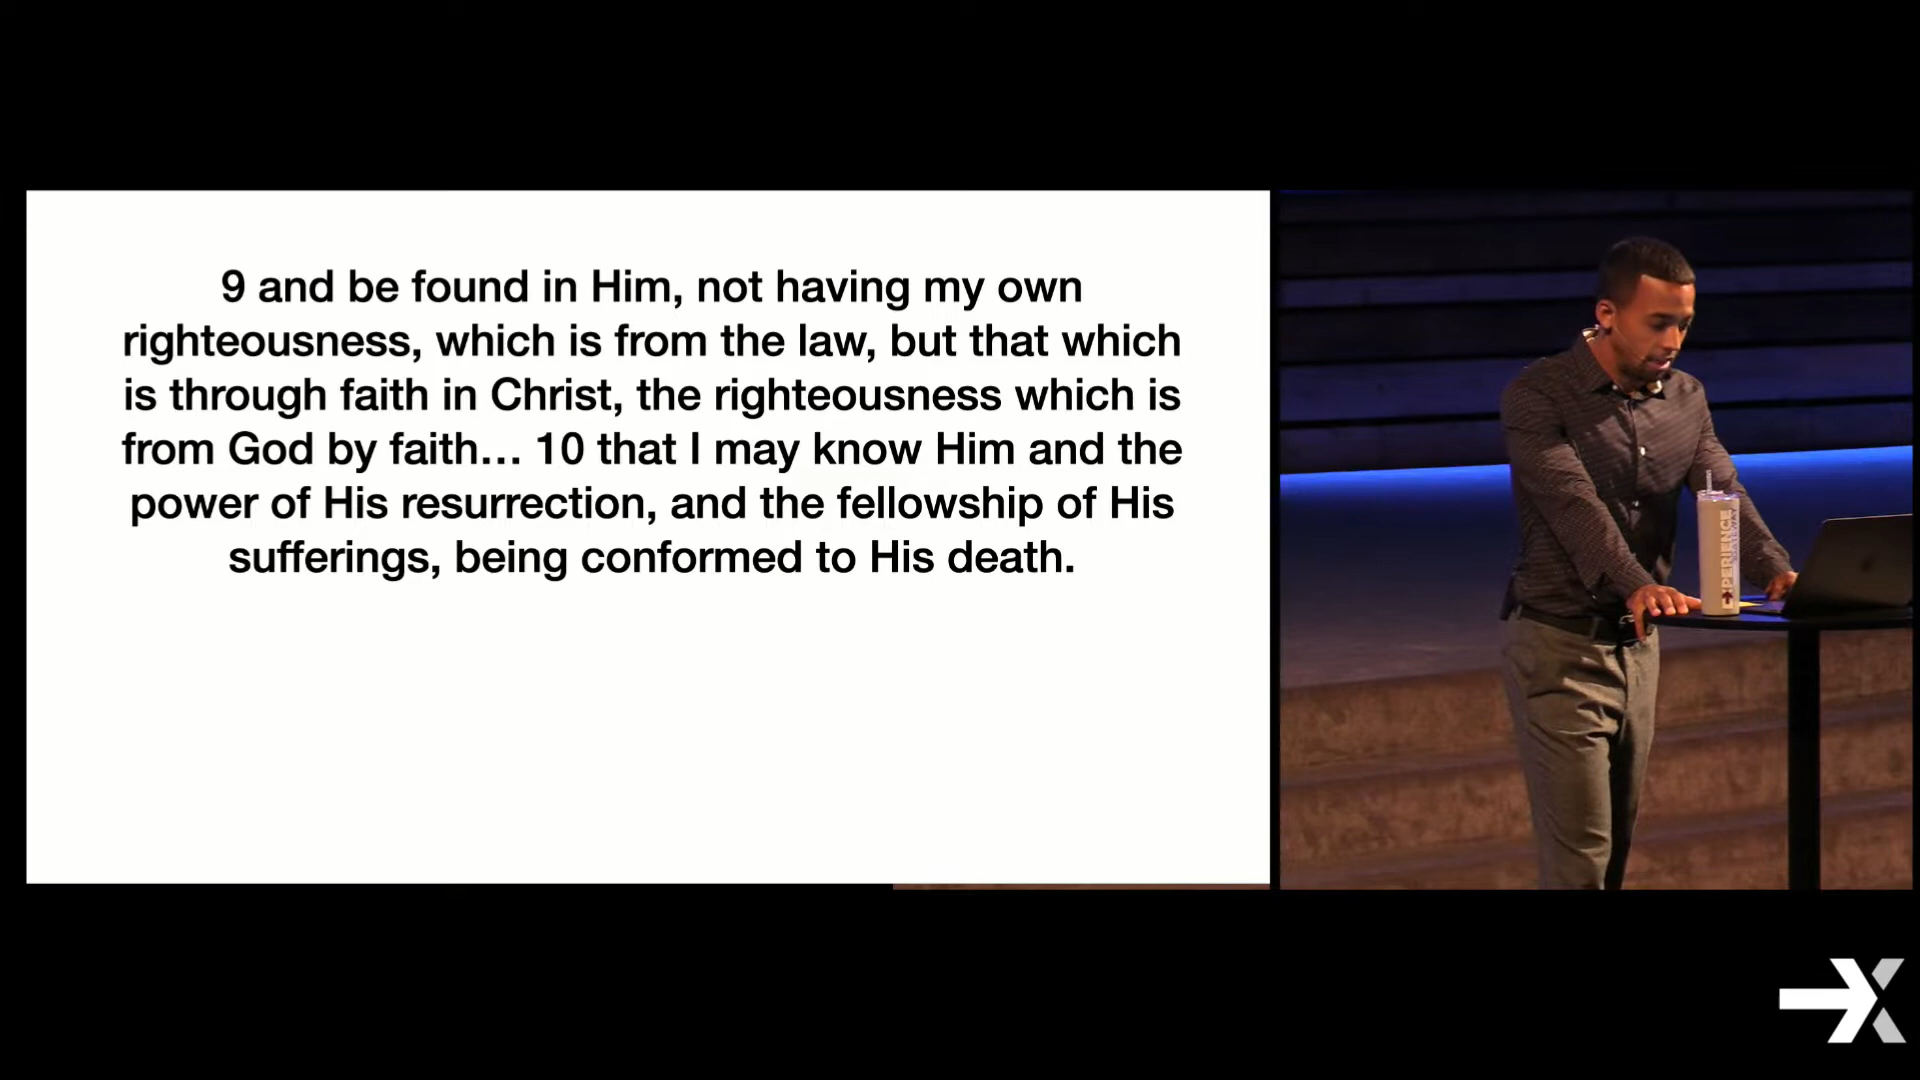 9 and be found in Him, not having my own
righteousness, which is from the law, but that which
is through faith in Christ, the righteousness which is
from God by faith… 10 that I may know Him and the
power of His resurrection, and the fellowship of His
sufferings, being conformed to His death.
PERIENCE
X